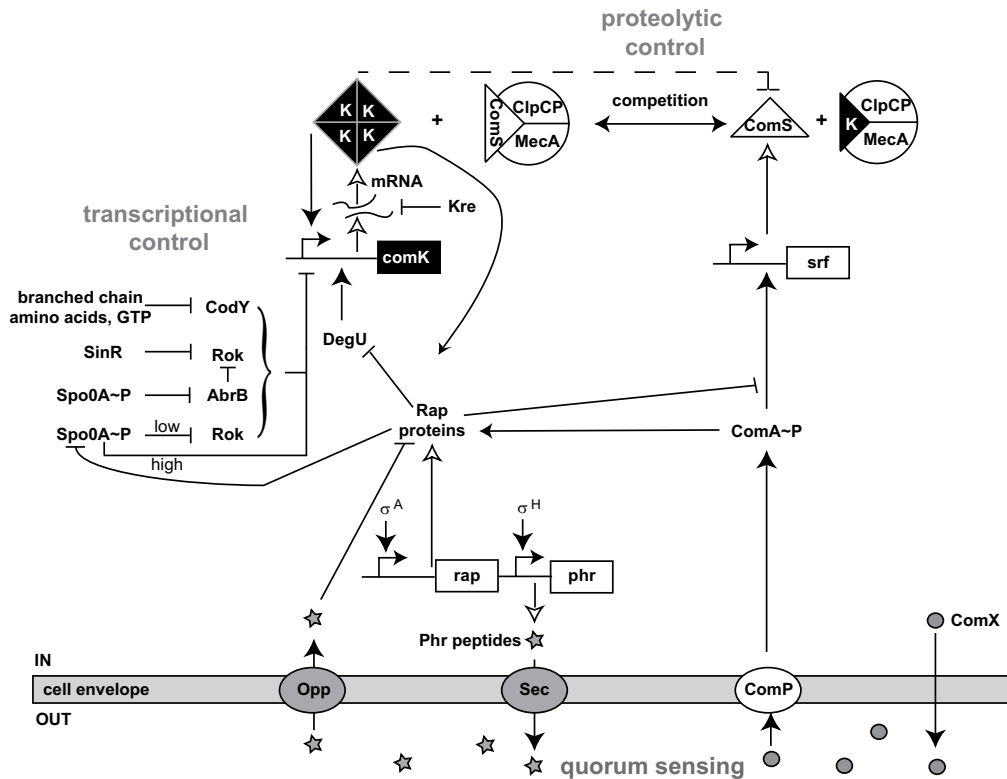 proteolytic
control
K K
K K
+
ComS
ClpCP
MecA
competition
ComS
+
K
ClpCP
MecA
mRNA
Kre
transcriptional
control
comK
srf
branched chain
amino acids, GTP
CodY
DegU
SinR
Rok
Spo0A~P
AbrB
Spo0A~P
low
Rok
high
Rap
proteins
ComA~P
σ A
σ H
rap
phr
Phr peptides
ComX
IN
cell envelope
Opp
Sec
ComP
OUT
quorum sensing